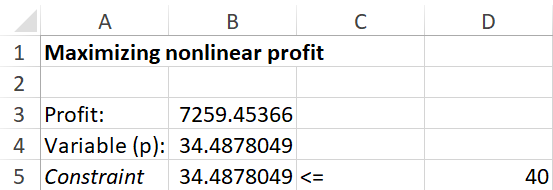 A B C D
1 Maximizing nonlinear profit
2
3 Profit: 7259.45366
4 Variable (p): 34.4878049
5 Constraint 34.4878049 <= 40